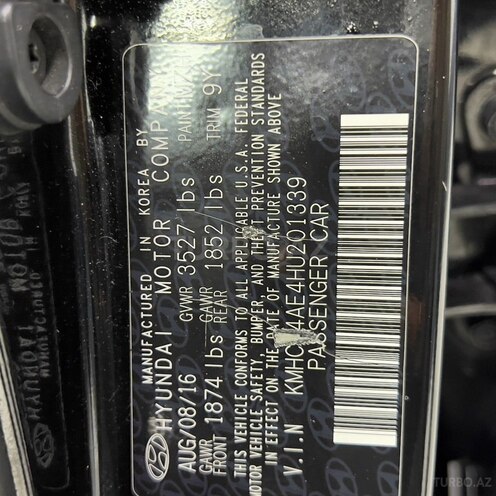 MANUFACTURED IN KOREA BY
HYUNDAI MOTOR COMPANY
AUG/08/16 GVWR 3527 lbs PAINT
GAWR FRONT 1874 lbs GAWR REAR 1852 lbs TRIM 9Y
THIS VEHICLE CONFORMS TO ALL APPLICABLE U.S.A. FEDERAL
MOTOR VEHICLE SAFETY, BUMPER, AND THEFT PREVENTION STANDARDS
IN EFFECT ON THE DATE OF MANUFACTURE SHOWN ABOVE
V.I.N 4AE4HU201339
PASSENGER CAR
TURBO.AZ